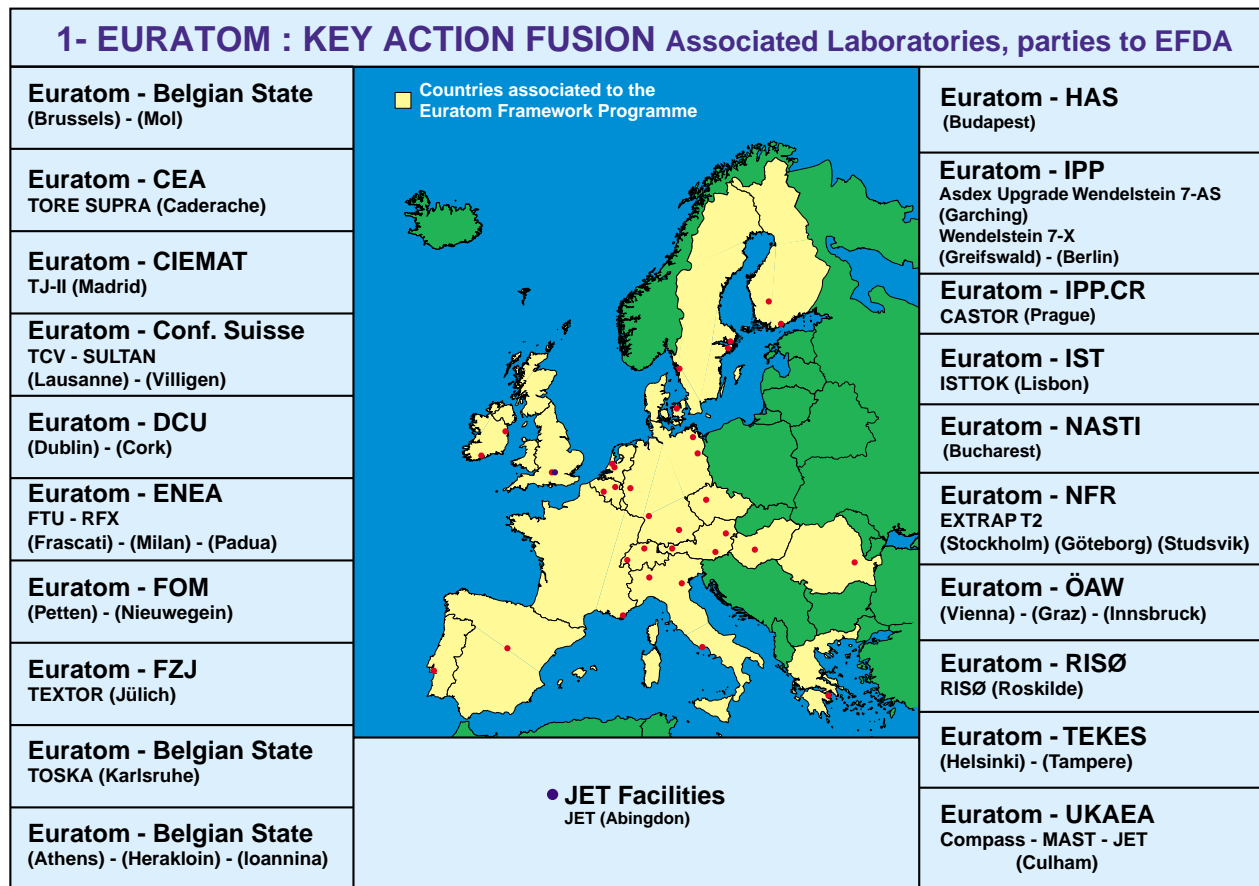 1- EURATOM : KEY ACTION FUSION Associated Laboratories, parties to EFDA
Euratom - Belgian State
(Brussels) - (Mol)
Euratom - CEA
TORE SUPRA (Caderache)
Euratom - CIEMAT
TJ-II (Madrid)
Euratom - Conf. Suisse
TCV - SULTAN
(Lausanne) - (Villigen)
Euratom - DCU
(Dublin) - (Cork)
Euratom - ENEA
FTU - RFX
(Frascati) - (Milan) - (Padua)
Euratom - FOM
(Petten) - (Nieuwegein)
Euratom - FZJ
TEXTOR (Jülich)
Euratom - Belgian State
TOSKA (Karlsruhe)
Euratom - Belgian State
(Athens) - (Herakloin) - (Ioannina)
Countries associated to the
Euratom Framework Programme
JET Facilities
JET (Abingdon)
Euratom - HAS
(Budapest)
Euratom - IPP
Asdex Upgrade Wendelstein 7-AS
(Garching)
Wendelstein 7-X
(Greifswald) - (Berlin)
Euratom - IPP.CR
CASTOR (Prague)
Euratom - IST
ISTTOK (Lisbon)
Euratom - NASTI
(Bucharest)
Euratom - NFR
EXTRAP T2
(Stockholm) (Göteborg) (Studsvik)
Euratom - ÖAW
(Vienna) - (Graz) - (Innsbruck)
Euratom - RISØ
RISØ (Roskilde)
Euratom - TEKES
(Helsinki) - (Tampere)
Euratom - UKAEA
Compass - MAST - JET
(Culham)